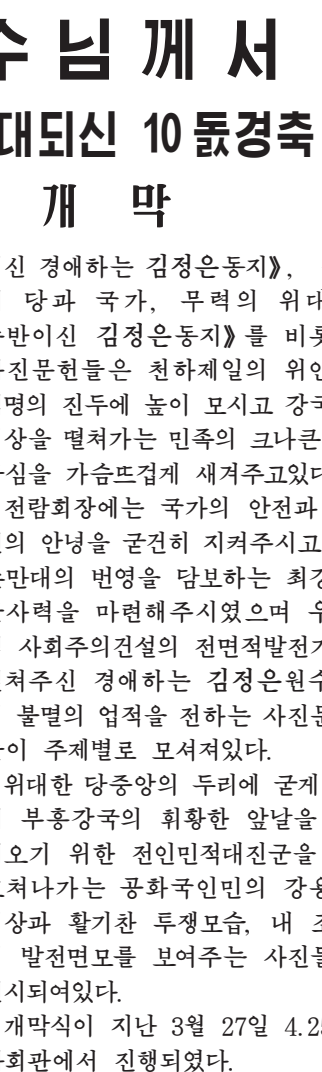 수님께서
대되신 10돐경축
개 막
신 경애하는 김정은동지》,
당과 국가, 무력의 위대
수반이신 김정은동지》를 비롯
사진문헌들은 천하제일의 위인
명의 진두에 높이 모시고 강국
상을 떨쳐가는 민족의 크나큰
심을 가슴뜨겁게 새겨주고있다
전람회장에는 국가의 안전과
의 안녕을 굳건히 지켜주시고
만대의 번영을 담보하는 최강
사력을 마련해주시였으며 우
사회주의건설의 전면적발전
쳐주신 경애하는 김정은원수
불멸의 업적을 전하는 사진문
이 주제별로 모셔져있다.
위대한 당중앙의 두리에 굳게
부흥강국의 휘황한 앞날을
오기 위한 전인민적대진군을
쳐나가는 공화국인민의 강용
상과 활기찬 투쟁모습, 내 조
발전면모를 보여주는 사진들
시되여있다.
개막식이 지난 3월 27일 4.25
회관에서 진행되였다.